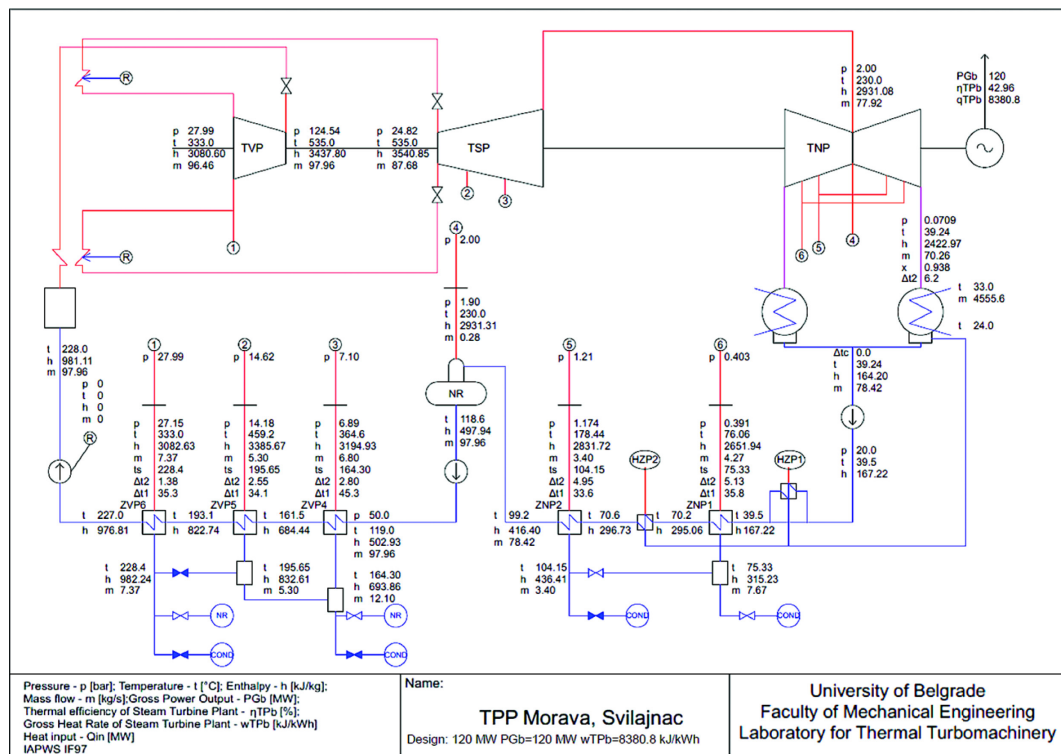 R
p 27.99
t 333.0
h 3080.60
m 96.46
TVP
p 124.54
t 535.0
h 3437.80
m 97.96
p 24.82
t 535.0
h 3540.85
m 87.68
TSP
2
3
1
R
p 2.00
t 230.0
h 2931.08
m 77.92
TNP
PGb 120
ηTPb 42.96
qTPb 8380.8
6
5
4
p 0.0709
t 39.24
h 2422.97
m 70.26
x 0.938
Δt2 6.2
t 33.0
m 4555.6
t 24.0
Δtc 0.0
t 39.24
h 164.20
m 78.42
p 20.0
t 39.5
h 167.22
4
p 2.00
p 1.90
t 230.0
h 2931.31
m 0.28
NR
t 118.6
h 497.94
m 97.96
t 228.0
h 981.11
m 97.96
p 0
t 0
h 0
m 0
R
1
p 27.99
p 27.15
t 333.0
h 3082.63
m 7.37
ts 228.4
Δt2 1.38
Δt1 35.3
ZVP6
2
p 14.62
p 14.18
t 459.2
h 3385.67
m 5.30
ts 195.65
Δt2 2.55
Δt1 34.1
ZVP5
3
p 7.10
p 6.89
t 364.6
h 3194.93
m 6.80
ts 164.30
Δt2 2.80
Δt1 45.3
ZVP4
5
p 1.21
p 1.174
t 178.44
h 2831.72
m 3.40
ts 104.15
Δt2 4.95
Δt1 33.6
ZNP2
6
p 0.403
p 0.391
t 76.06
h 2651.94
m 4.27
ts 75.33
Δt2 5.13
Δt1 35.8
ZNP1
HZP2
HZP1
t 227.0
h 976.81
t 193.1
h 822.74
t 161.5
h 684.44
p 50.0
t 119.0
h 502.93
m 97.96
t 99.2
h 416.40
m 78.42
t 70.6
h 296.73
t 70.2
h 295.06
t 39.5
h 167.22
t 228.4
h 982.24
m 7.37
t 195.65
h 832.61
m 5.30
t 164.30
h 693.86
m 12.10
t 104.15
h 436.41
m 3.40
t 75.33
h 315.23
m 7.67
NR
NR
COND
COND
COND
COND
Pressure - p [bar]; Temperature - t [°C]; Enthalpy - h [kJ/kg];
Mass flow - m [kg/s];Gross Power Output - PGb [MW];
Thermal efficiency of Steam Turbine Plant - ηTPb [%];
Gross Heat Rate of Steam Turbine Plant - wTPb [kJ/kWh]
Heat input - Qin [MW]
IAPWS IF97
Name:
TPP Morava, Svilajnac
Design: 120 MW PGb=120 MW wTPb=8380.8 kJ/kWh
University of Belgrade
Faculty of Mechanical Engineering
Laboratory for Thermal Turbomachinery